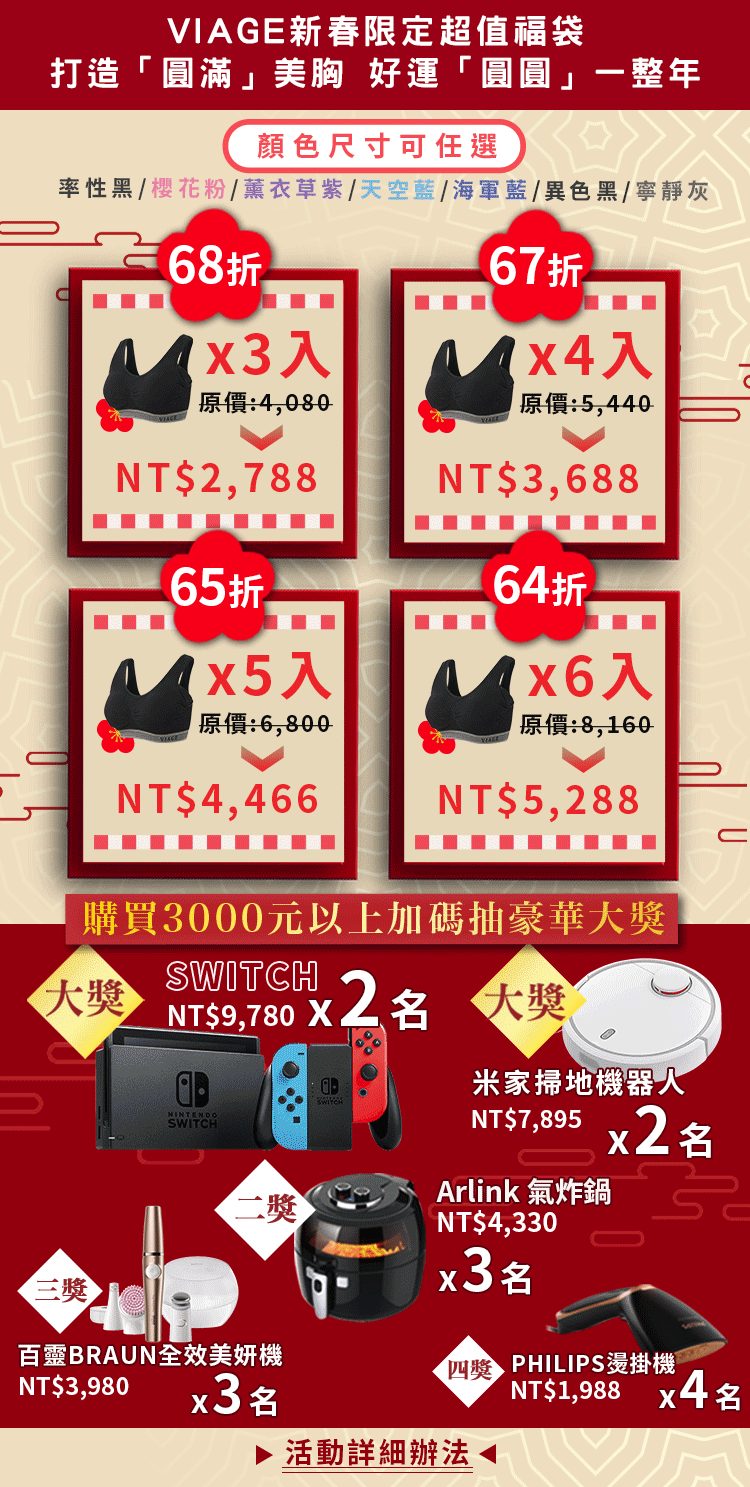 VIAGE新春限定超值福袋
打造「圓滿」美胸 好運「圓圓」一整年
顏色尺寸可任選
率性黑/櫻花粉/薰衣草紫/天空藍/海軍藍/異色黑/寧靜灰
68折
x3入
原價:4,080
VIAGE
NT$2,788
67折
x4入
原價:5,440
VIAGE
NT$3,688
65折
x5入
原價:6,800
VIAGE
NT$4,466
64折
x6入
原價:8,160
VIAGE
NT$5,288
購買3000元以上加碼抽豪華大獎
大獎
SWITCH
NT$9,780 x2名
NINTENDO
SWITCH
NINTENDO
SWITCH
大獎
米家掃地機器人
NT$7,895
x2名
二獎
Arlink 氣炸鍋
NT$4,330
x3名
三獎
百靈BRAUN全效美妍機
NT$3,980
x3名
四獎
PHILIPS燙掛機
NT$1,988
x4名
活動詳細辦法